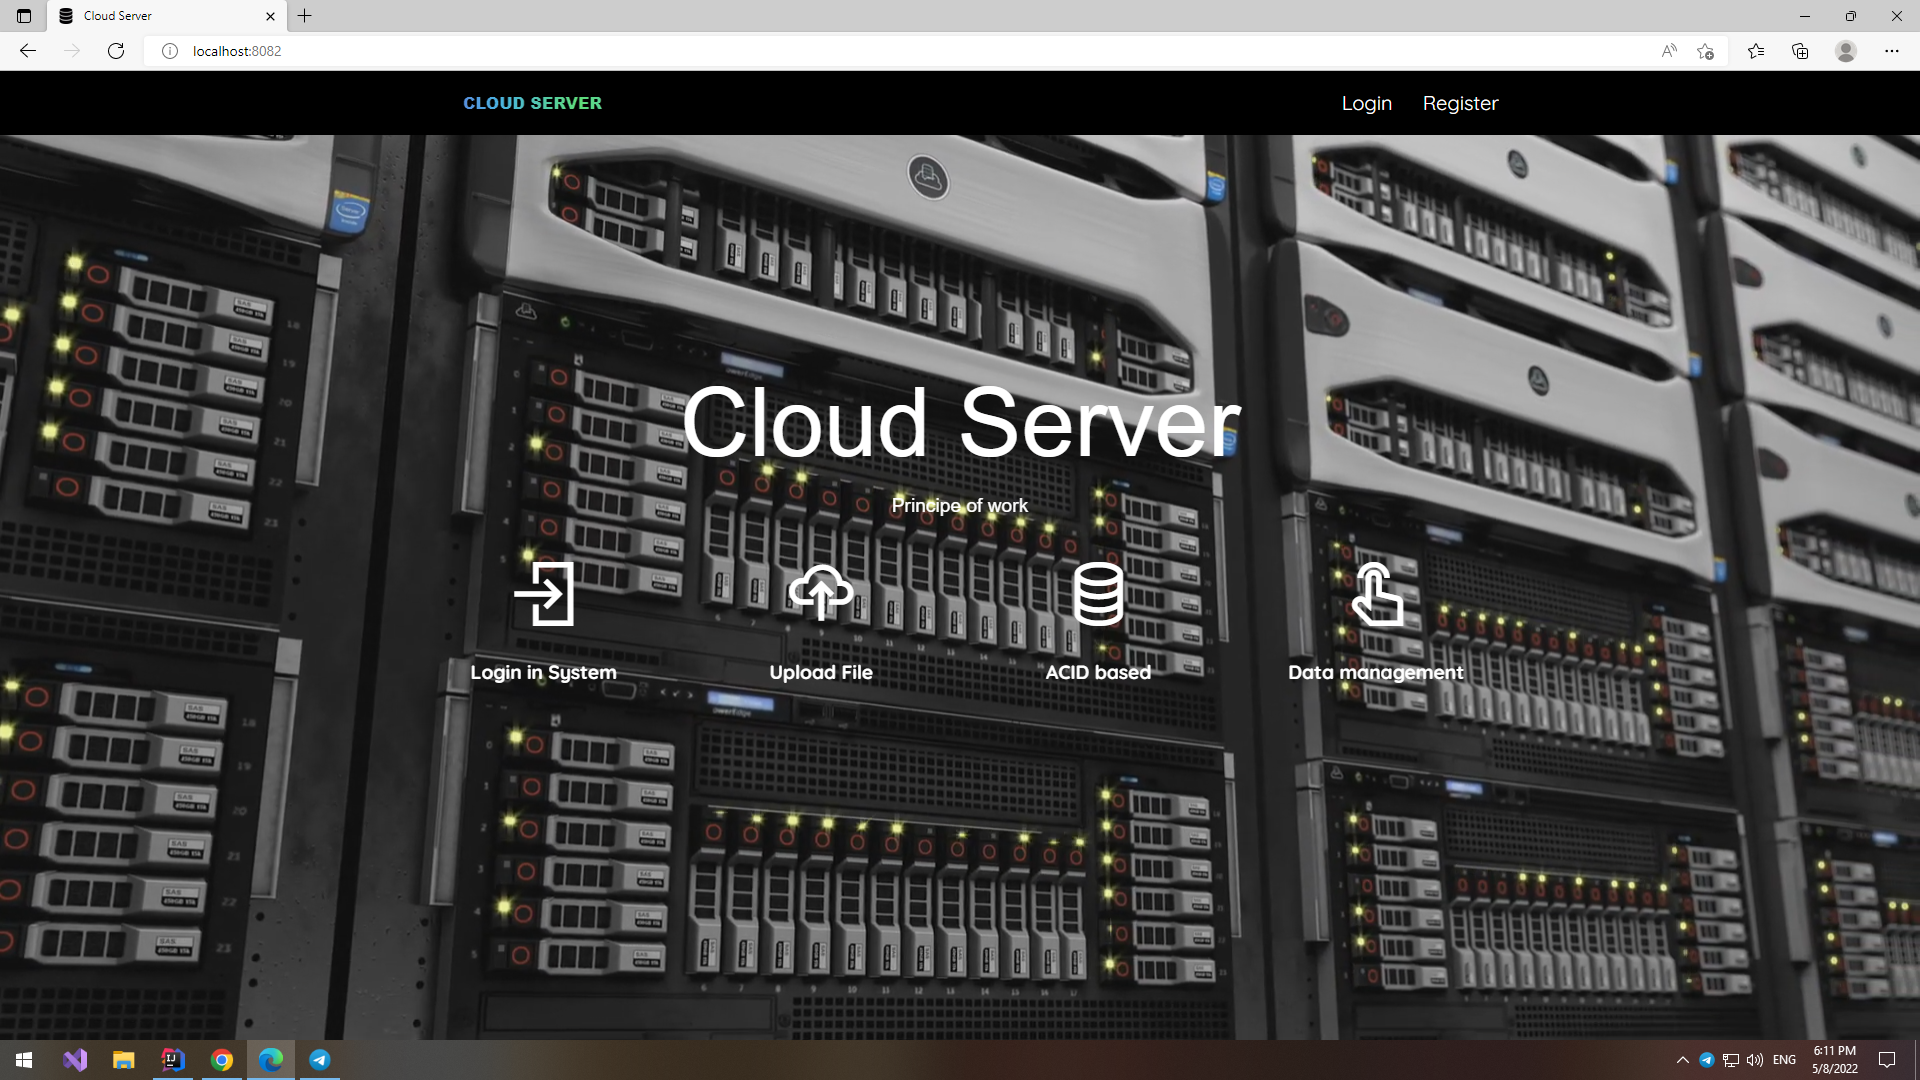 Cloud Server
localhost:8082
CLOUD SERVER
Login Register
Cloud Server
Principe of work
Login in System
Upload File
ACID based
Data management
ENG
6:11 PM
5/8/2022